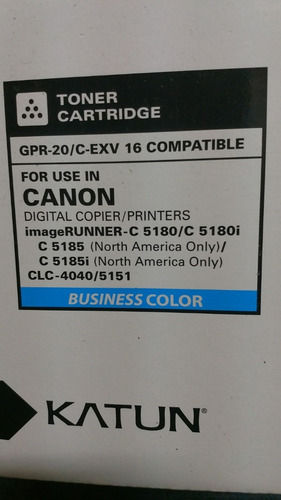 TONER
CARTRIDGE
GPR-20/C-EXV 16 COMPATIBLE
FOR USE IN
CANON
DIGITAL COPIER/PRINTERS
imageRUNNER-C 5180/C 5180i
C 5185 (North America Only)/
C 5185i (North America Only)
CLC-4040/5151
BUSINESS COLOR
KATUN®